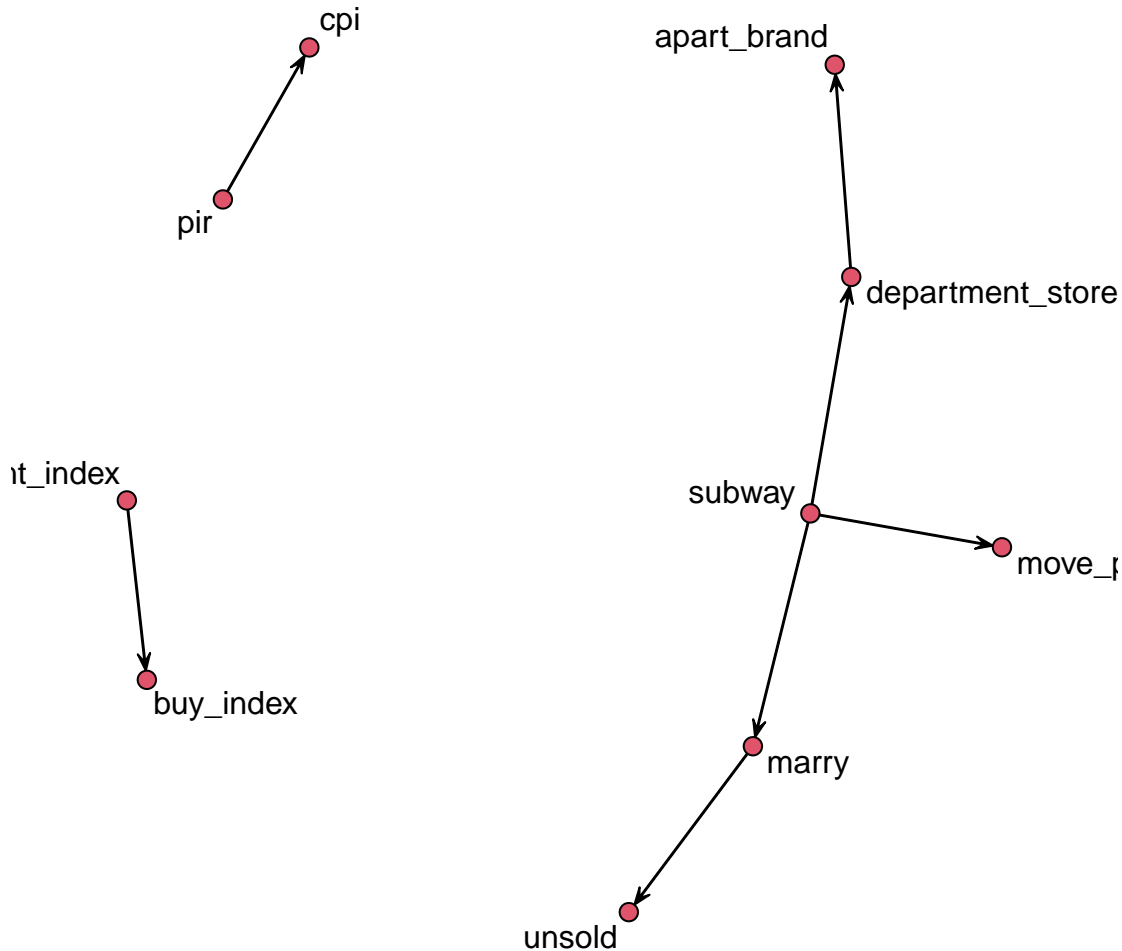 cpi
apart_brand
pir
department_store
nt_index
subway
move_p
buy_index
marry
unsold